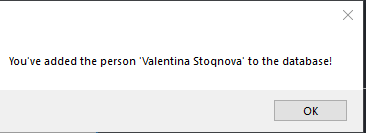 You've added the person 'Valentina Stoqnova' to the database!
OK